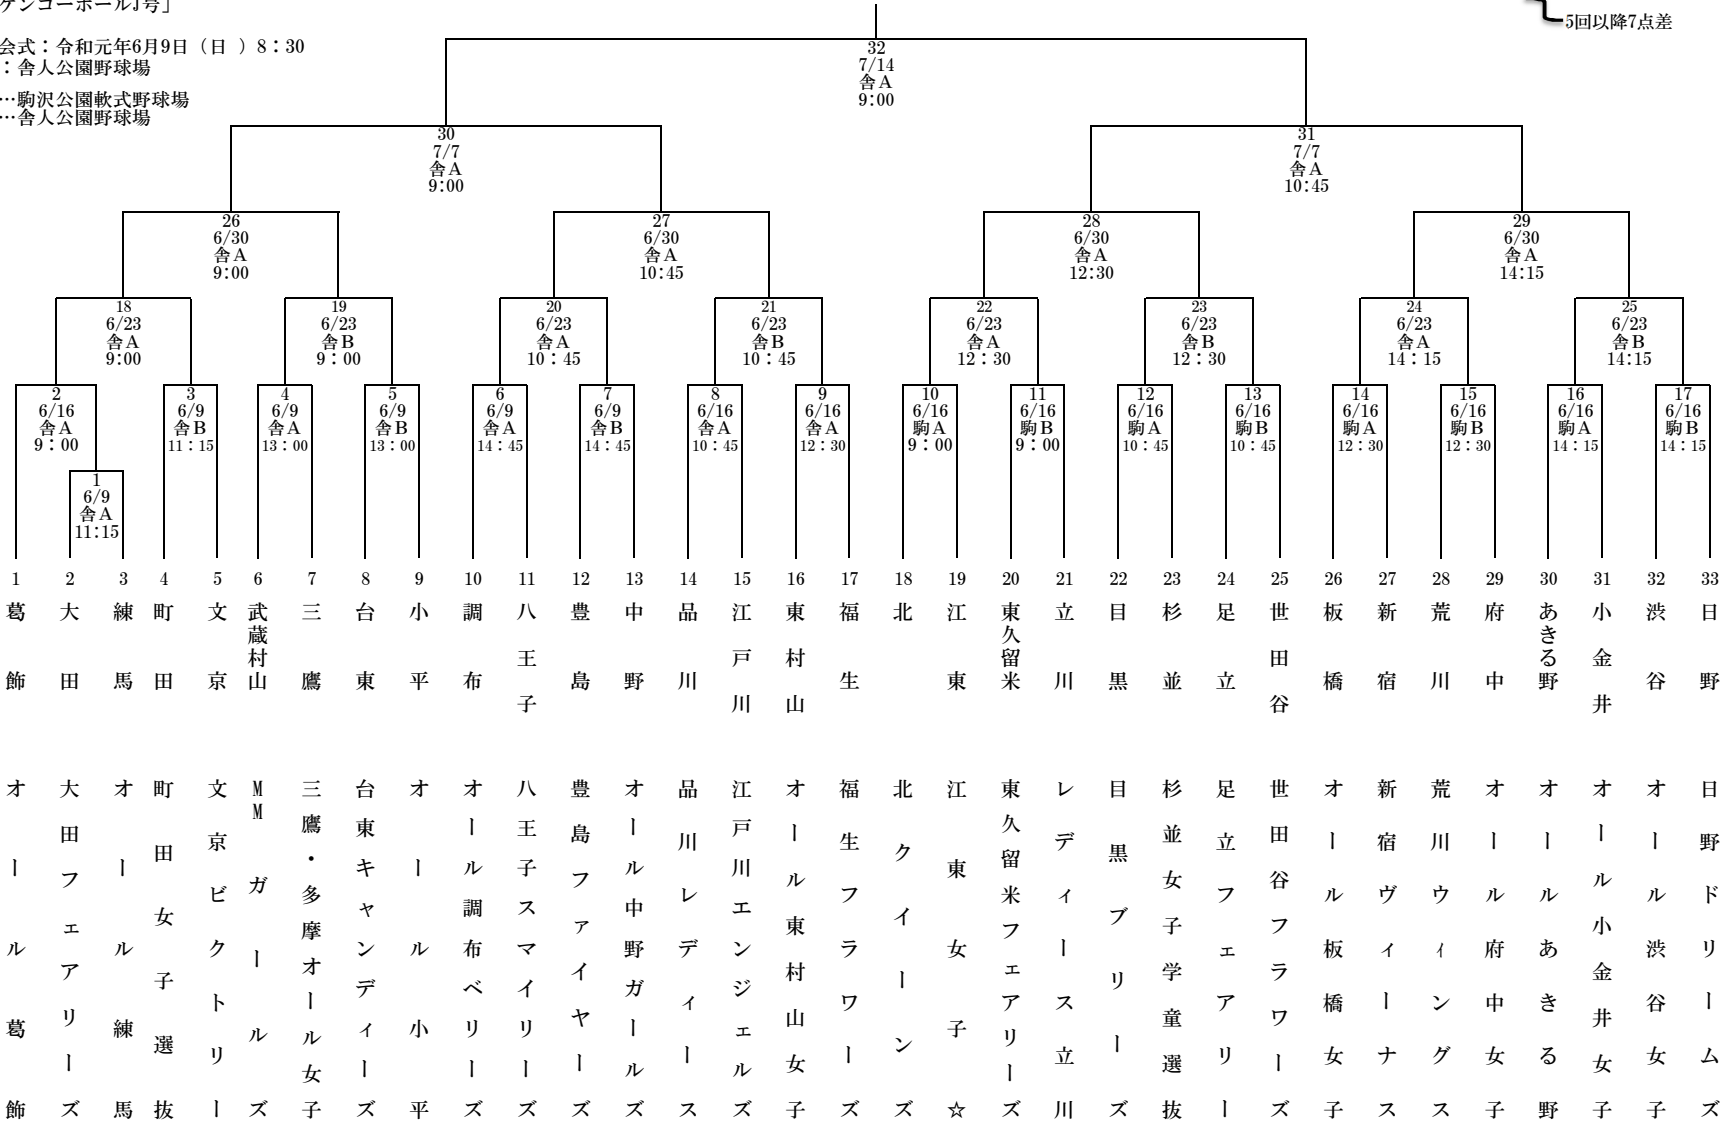 ケンコーボールJ号」
5回以降7点差
会式：令和元年6月9日（日 ）8：30
：舎人公園野球場
…駒沢公園軟式野球場
…舎人公園野球場
32
7/14
舎A
9:00
30
7/7
舎A
9:00
31
7/7
舎A
10:45
26
6/30
舎A
9:00
27
6/30
舎A
10:45
28
6/30
舎A
12:30
29
6/30
舎A
14:15
18
6/23
舎A
9:00
19
6/23
舎B
9：00
20
6/23
舎A
10：45
21
6/23
舎B
10：45
22
6/23
舎A
12：30
23
6/23
舎B
12：30
24
6/23
舎A
14：15
25
6/23
舎B
14:15
2
6/16
舎A
9：00
3
6/9
舎B
11：15
4
6/9
舎A
13：00
5
6/9
舎B
13：00
6
6/9
舎A
14：45
7
6/9
舎B
14：45
8
6/16
舎A
10：45
9
6/16
舎A
12：30
10
6/16
駒A
9：00
11
6/16
駒B
9：00
12
6/16
駒A
10：45
13
6/16
駒B
10：45
14
6/16
駒A
12：30
15
6/16
駒B
12：30
16
6/16
駒A
14：15
17
6/16
駒B
14：15
1
6/9
舎A
11:15
1 2 3 4 5 6 7 8 9 10 11 12 13 14 15 16 17 18 19 20 21 22 23 24 25 26 27 28 29 30 31 32 33
葛飾
大田
練馬
町田
文京
武蔵村山
三鷹
台東
小平
調布
八王子
豊島
中野
品川
江戸川
東村山
福生
北
江東
東久留米
立川
目黒
杉並
足立
世田谷
板橋
新宿
荒川
府中
あきる野
小金井
渋谷
日野
オール葛飾
大田フェアリーズ
オール練馬
町田女子選抜
文京ビクトリー
MMガールズ
三鷹・多摩オール女子
台東キャンディーズ
オール小平
オール調布ベリーズ
八王子スマイリーズ
豊島ファイヤーズ
オール中野ガールズ
品川レディース
江戸川エンジェルズ
オール東村山女子
福生フラワーズ
北クイーンズ
江東女子☆
東久留米フェアリーズ
レディース立川
目黒ブリーズ
杉並女子学童選抜
足立フェアリー
世田谷フラワーズ
オール板橋女子
新宿ヴィーナス
荒川ウィングス
オール府中女子
オールあきる野
オール小金井女子
オール渋谷女子
日野ドリームズ